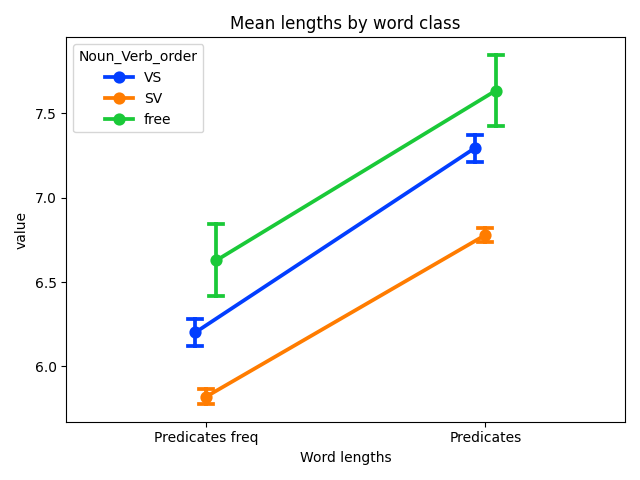 Mean lengths by word class
Noun_Verb_order
VS
SV
free
value
7.5
7.0
6.5
6.0
Predicates freq
Predicates
Word lengths